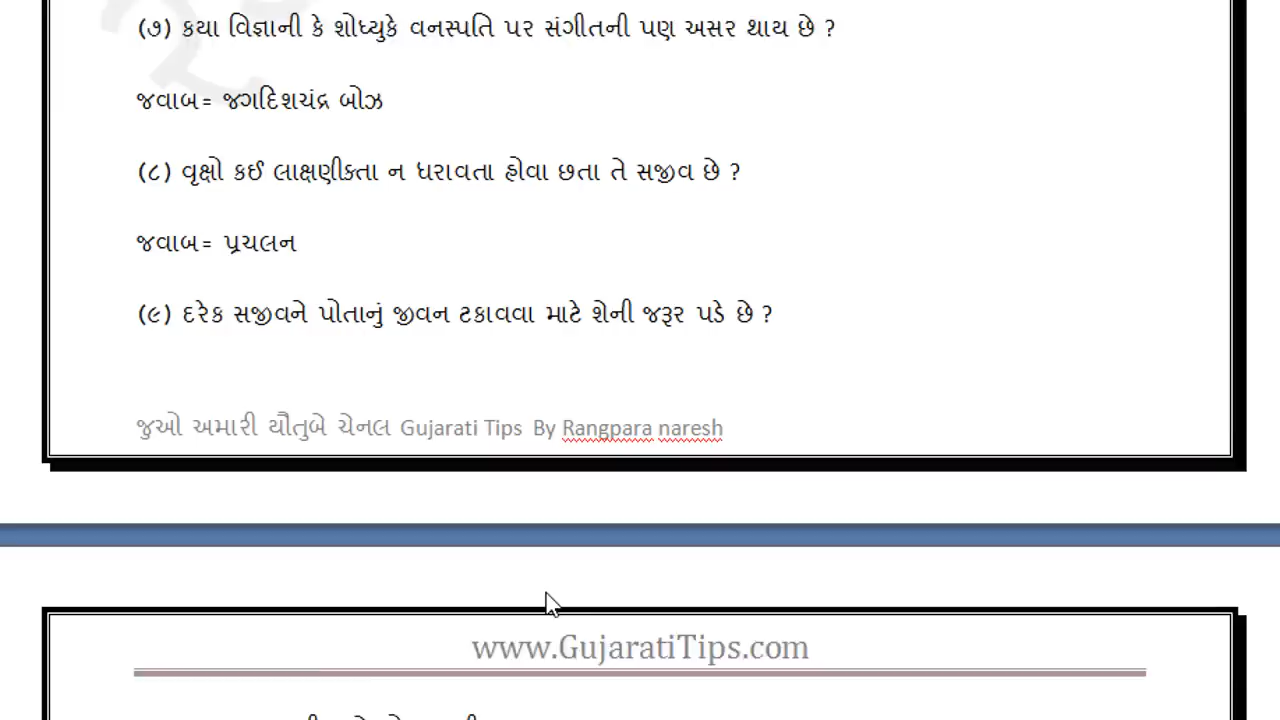 (૭) કયા વિજ્ઞાની કે શોધ્યુકે વનસ્પતિ પર સંગીતની પણ અસર થાય છે ?
જવાબ= જગદિશચંદ્ર બોઝ
(૮) વૃક્ષો કઈ લાક્ષણીક્તા ન ધરાવતા હોવા છતા તે સજીવ છે ?
જવાબ= પ્રચલન
(૯) દરેક સજીવને પોતાનું જીવન ટકાવવા માટે શેની જરૂર પડે છે ?
જુઓ અમારી યૌતુબે ચેનલ Gujarati Tips By Rangpara naresh
www.GujaratiTips.com